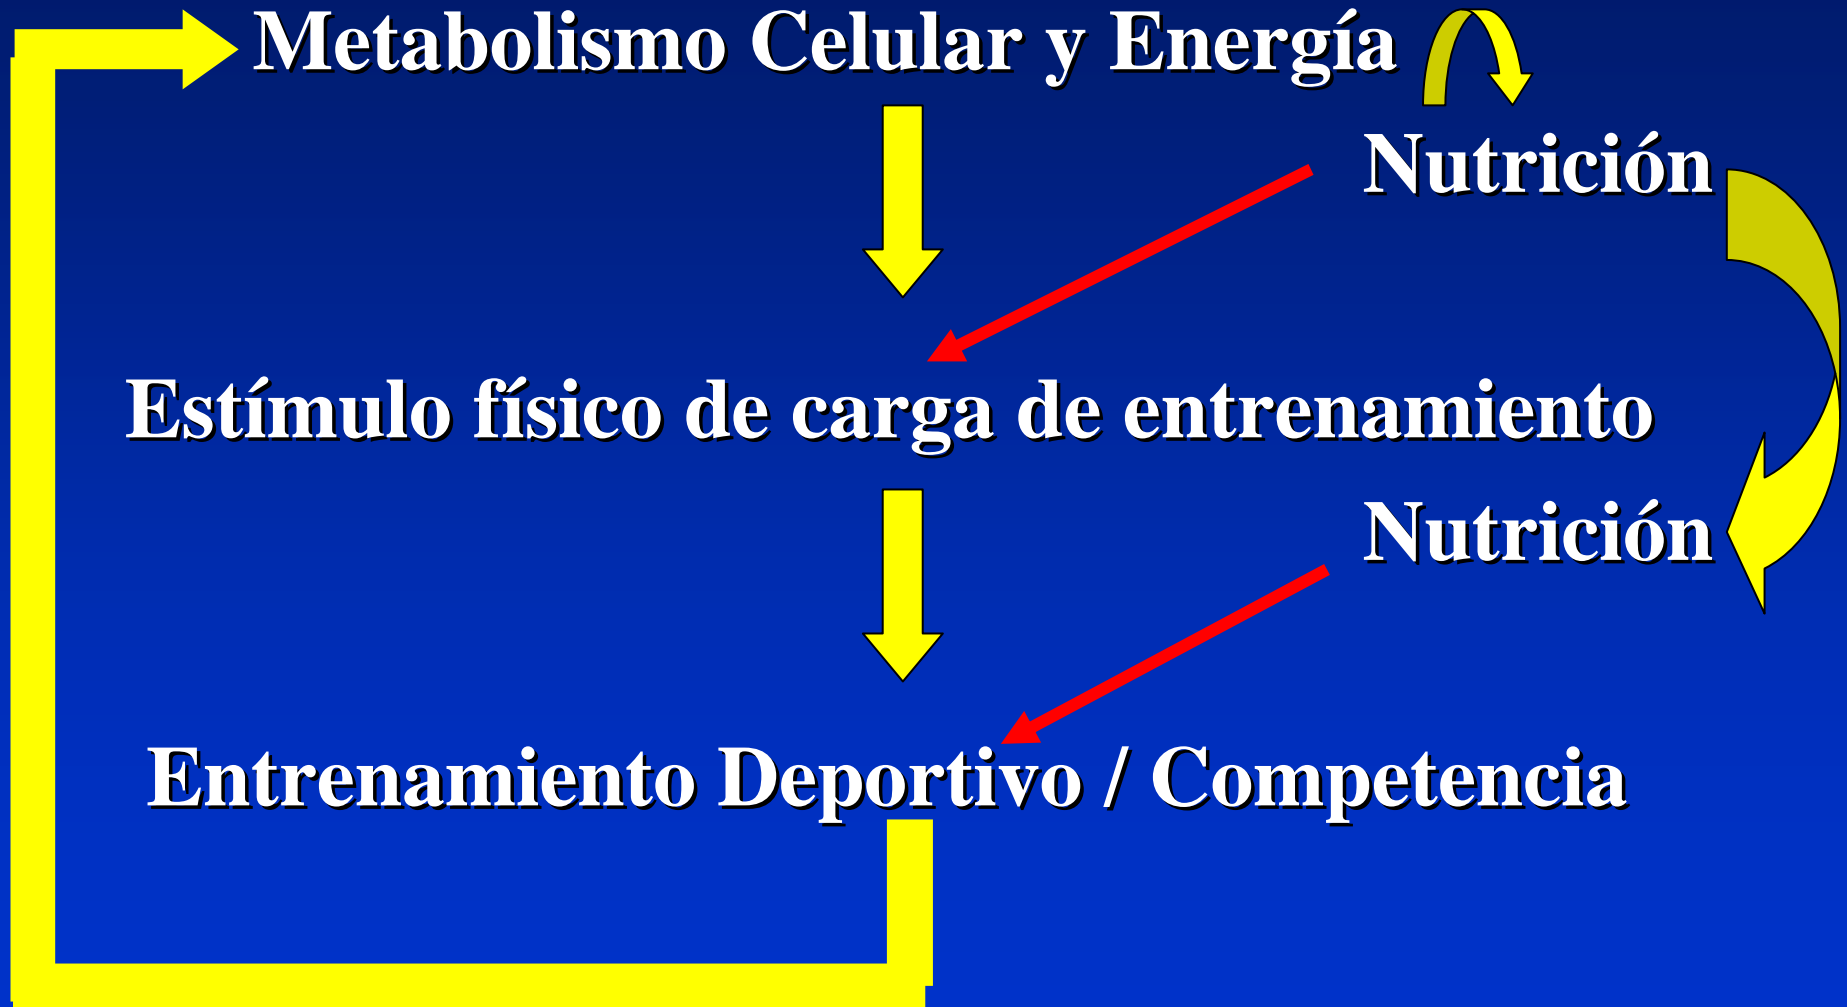 Metabolismo Celular y Energía
Nutrición
Estímulo físico de carga de entrenamiento
Nutrición
Entrenamiento Deportivo / Competencia